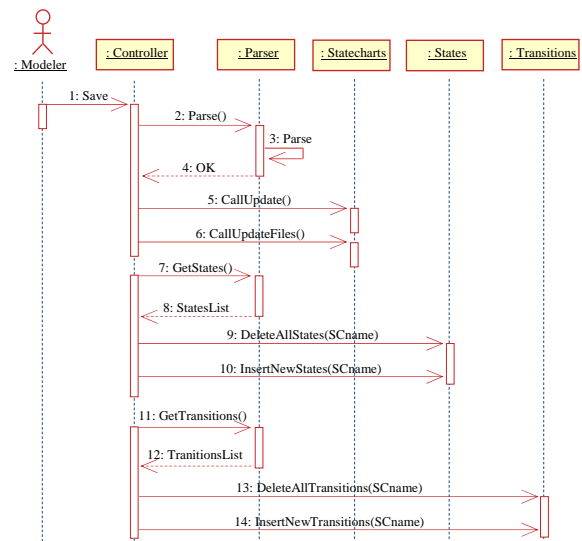 : Modeler
: Controller
: Parser
: Statecharts
: States
: Transitions
1: Save
2: Parse()
3: Parse
4: OK
5: CallUpdate()
6: CallUpdateFiles()
7: GetStates()
8: StatesList
9: DeleteAllStates(SCname)
10: InsertNewStates(SCname)
11: GetTransitions()
12: TranitionsList
13: DeleteAllTransitions(SCname)
14: InsertNewTransitions(SCname)